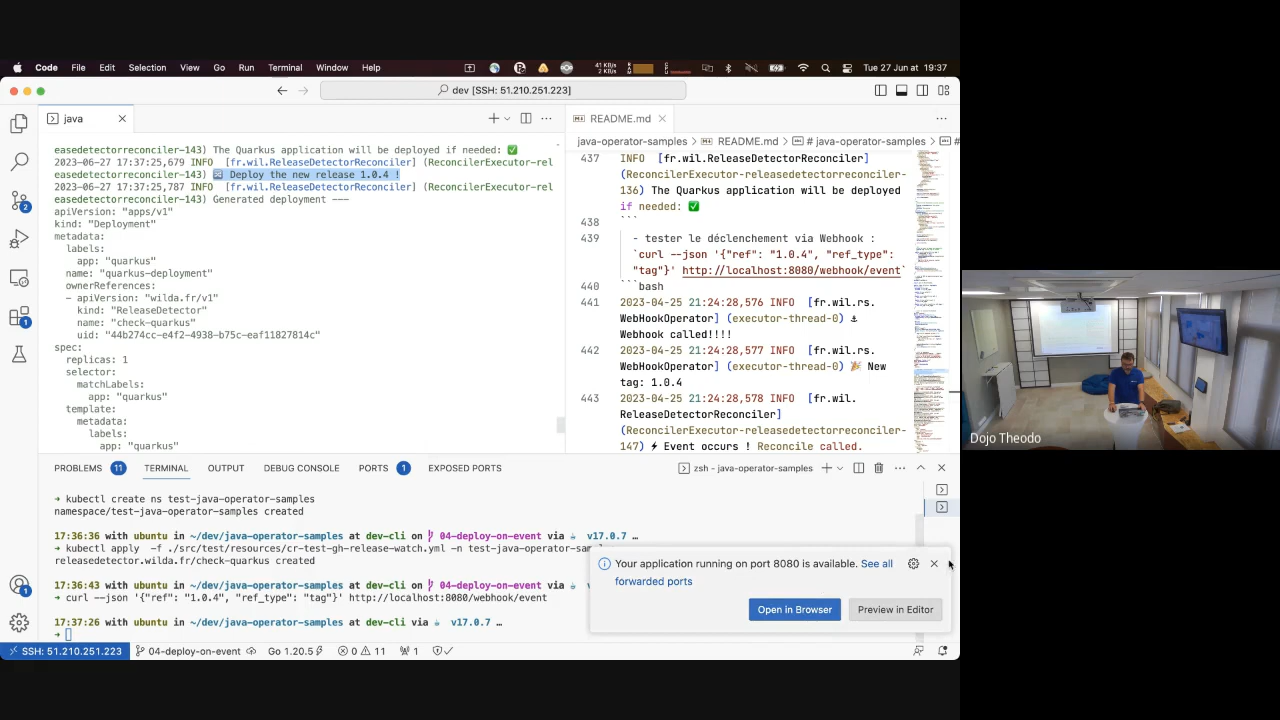 Code File Edit Selection View Go Run Terminal Window Help
41 KB/s
2 KB/s
Tue 27 Jun at 19:37
dev [SSH: 51.210.251.223]
java
README.md
java-operator-samples > README.md > # java-operator-samples >
easedetectorreconciler-143) The Quarkus application will be deployed if needed: ✅
2023-06-27 17:37:25,679 INFO [fr.wil.ReleaseDetectorReconciler] (ReconcilerExecutor-rel
easedetectorreconciler-143) Deploy the new release 1.0.4
2023-06-27 17:37:25,787 INFO [fr.wil.ReleaseDetectorReconciler] (ReconcilerExecutor-rel
easedetectorreconciler-143) Generated deployment ---
apiVersion: "apps/v1"
kind: "Deployment"
metadata:
labels:
app: "quarkus"
name: "quarkus-deployment"
ownerReferences:
- apiVersion: "wilda.fr/v1"
kind: "ReleaseDetector"
name: "check-quarkus"
spec:
replicas: 1
selector:
matchLabels:
app: "quarkus"
template:
metadata:
labels:
app: "quarkus"
437 INFO [fr.wil.ReleaseDetectorReconciler]
(ReconcilerExecutor-releasedetectorreconciler-
136) The Quarkus application will be deployed
if needed: ✅
438 ```
439 - tester le déclenchement via Webhook :
`curl --json '{"ref": "1.0.4", "ref_type":
"tag"}' http://localhost:8080/webhook/event`
440 ```bash
441 2023-04-25 21:24:28,576 INFO [fr.wil.rs.
WebHookOperator] (executor-thread-0) ⚓
Webhook called!!!!
442 2023-04-25 21:24:28,577 INFO [fr.wil.rs.
WebHookOperator] (executor-thread-0) 🎉 New
tag: 1.0.4
443 2023-04-25 21:24:28,579 INFO [fr.wil.
ReleaseDetectorReconciler]
(ReconcilerExecutor-releasedetectorreconciler-
147) ⚡ Event occurs ! Reconcile called.
PROBLEMS 11 TERMINAL OUTPUT DEBUG CONSOLE PORTS 1 EXPOSED PORTS
zsh - java-operator-samples
→ kubectl create ns test-java-operator-samples
namespace/test-java-operator-samples created
17:36:36 with ubuntu in ~/dev/java-operator-samples at dev-cli on 04-deploy-on-event via ☕ v17.0.7 …
→ kubectl apply -f ./src/test/resources/cr-test-gh-release-watch.yml -n test-java-operator-sam
releasedetector.wilda.fr/check-quarkus created
17:36:43 with ubuntu in ~/dev/java-operator-samples at dev-cli on 04-deploy-on-event via ☕
→ curl --json '{"ref": "1.0.4", "ref_type": "tag"}' http://localhost:8080/webhook/event
17:37:26 with ubuntu in ~/dev/java-operator-samples at dev-cli via ☕ v17.0.7 …
→
Your application running on port 8080 is available. See all
forwarded ports
Open in Browser Preview in Editor
SSH: 51.210.251.223 04-deploy-on-event Go 1.20.5 0 11 1
Dojo Theodo